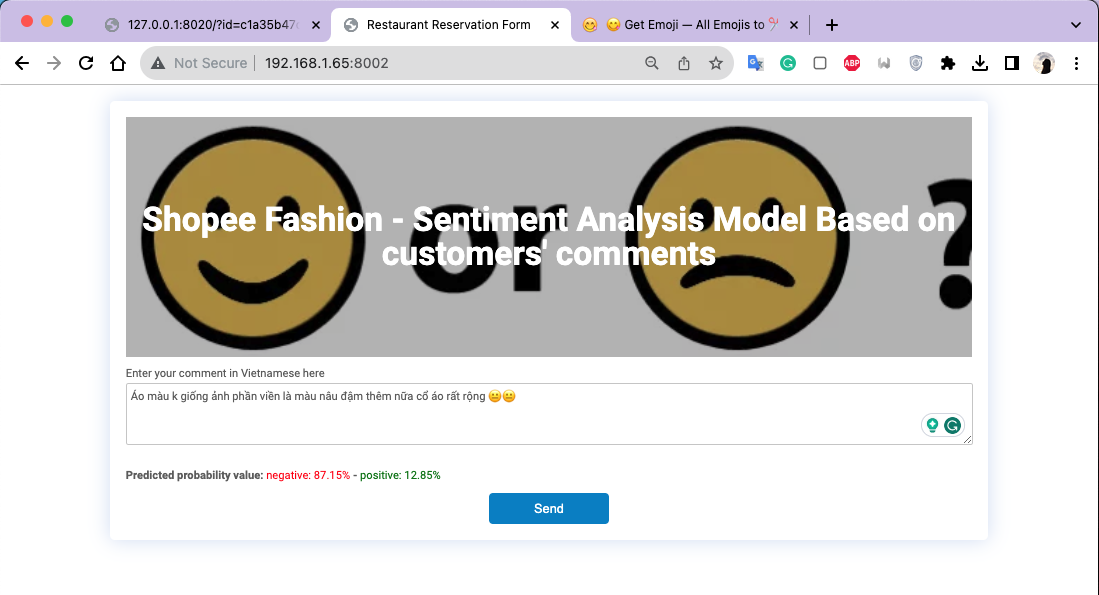 127.0.0.1:8020/?id=c1a35b47
Restaurant Reservation Form
Get Emoji — All Emojis to
Not Secure
192.168.1.65:8002
ABP
or ?
Shopee Fashion - Sentiment Analysis Model Based on
customers' comments
Enter your comment in Vietnamese here
Áo màu k giống ảnh phần viền là màu nâu đậm thêm nữa cổ áo rất rộng 😐😐
Predicted probability value: negative: 87.15% - positive: 12.85%
Send